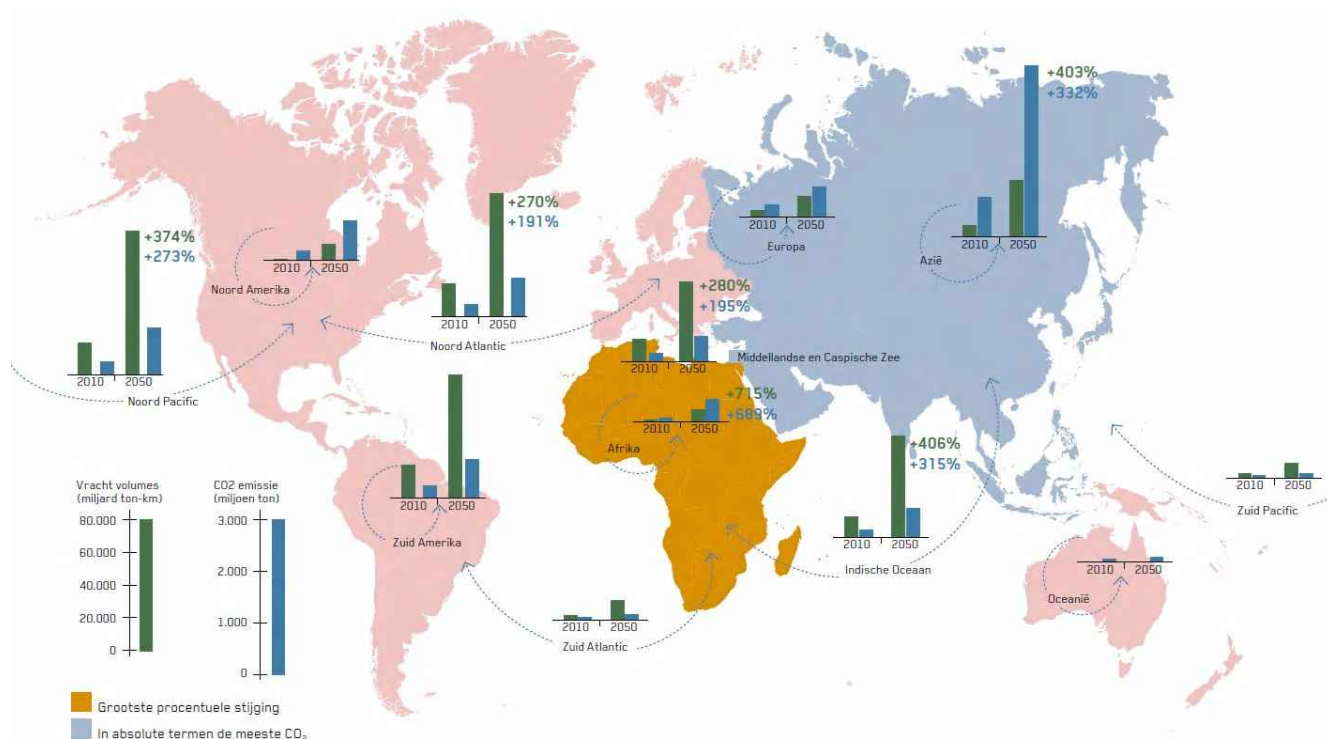 +403%
+332%
2010 2050
Azië
2010 2050
Europa
+270%
+191%
2010 2050
Noord Atlantic
+374%
+273%
2010 2050
Noord Pacific
2010 2050
Noord Amerika
+280%
+195%
2010 2050
Middellandse en Caspische Zee
+715%
+689%
2010 2050
Afrika
2010 2050
Zuid Amerika
+406%
+315%
2010 2050
Indische Oceaan
2010 2050
Zuid Pacific
2010 2050
Oceanië
2010 2050
Zuid Atlantic
Vracht volumes
(miljard ton-km)
80.000
60.000
40.000
20.000
0
CO2 emissie
(miljoen ton)
3.000
2.000
1.000
0
Grootste procentuele stijging
In absolute termen de meeste CO₂